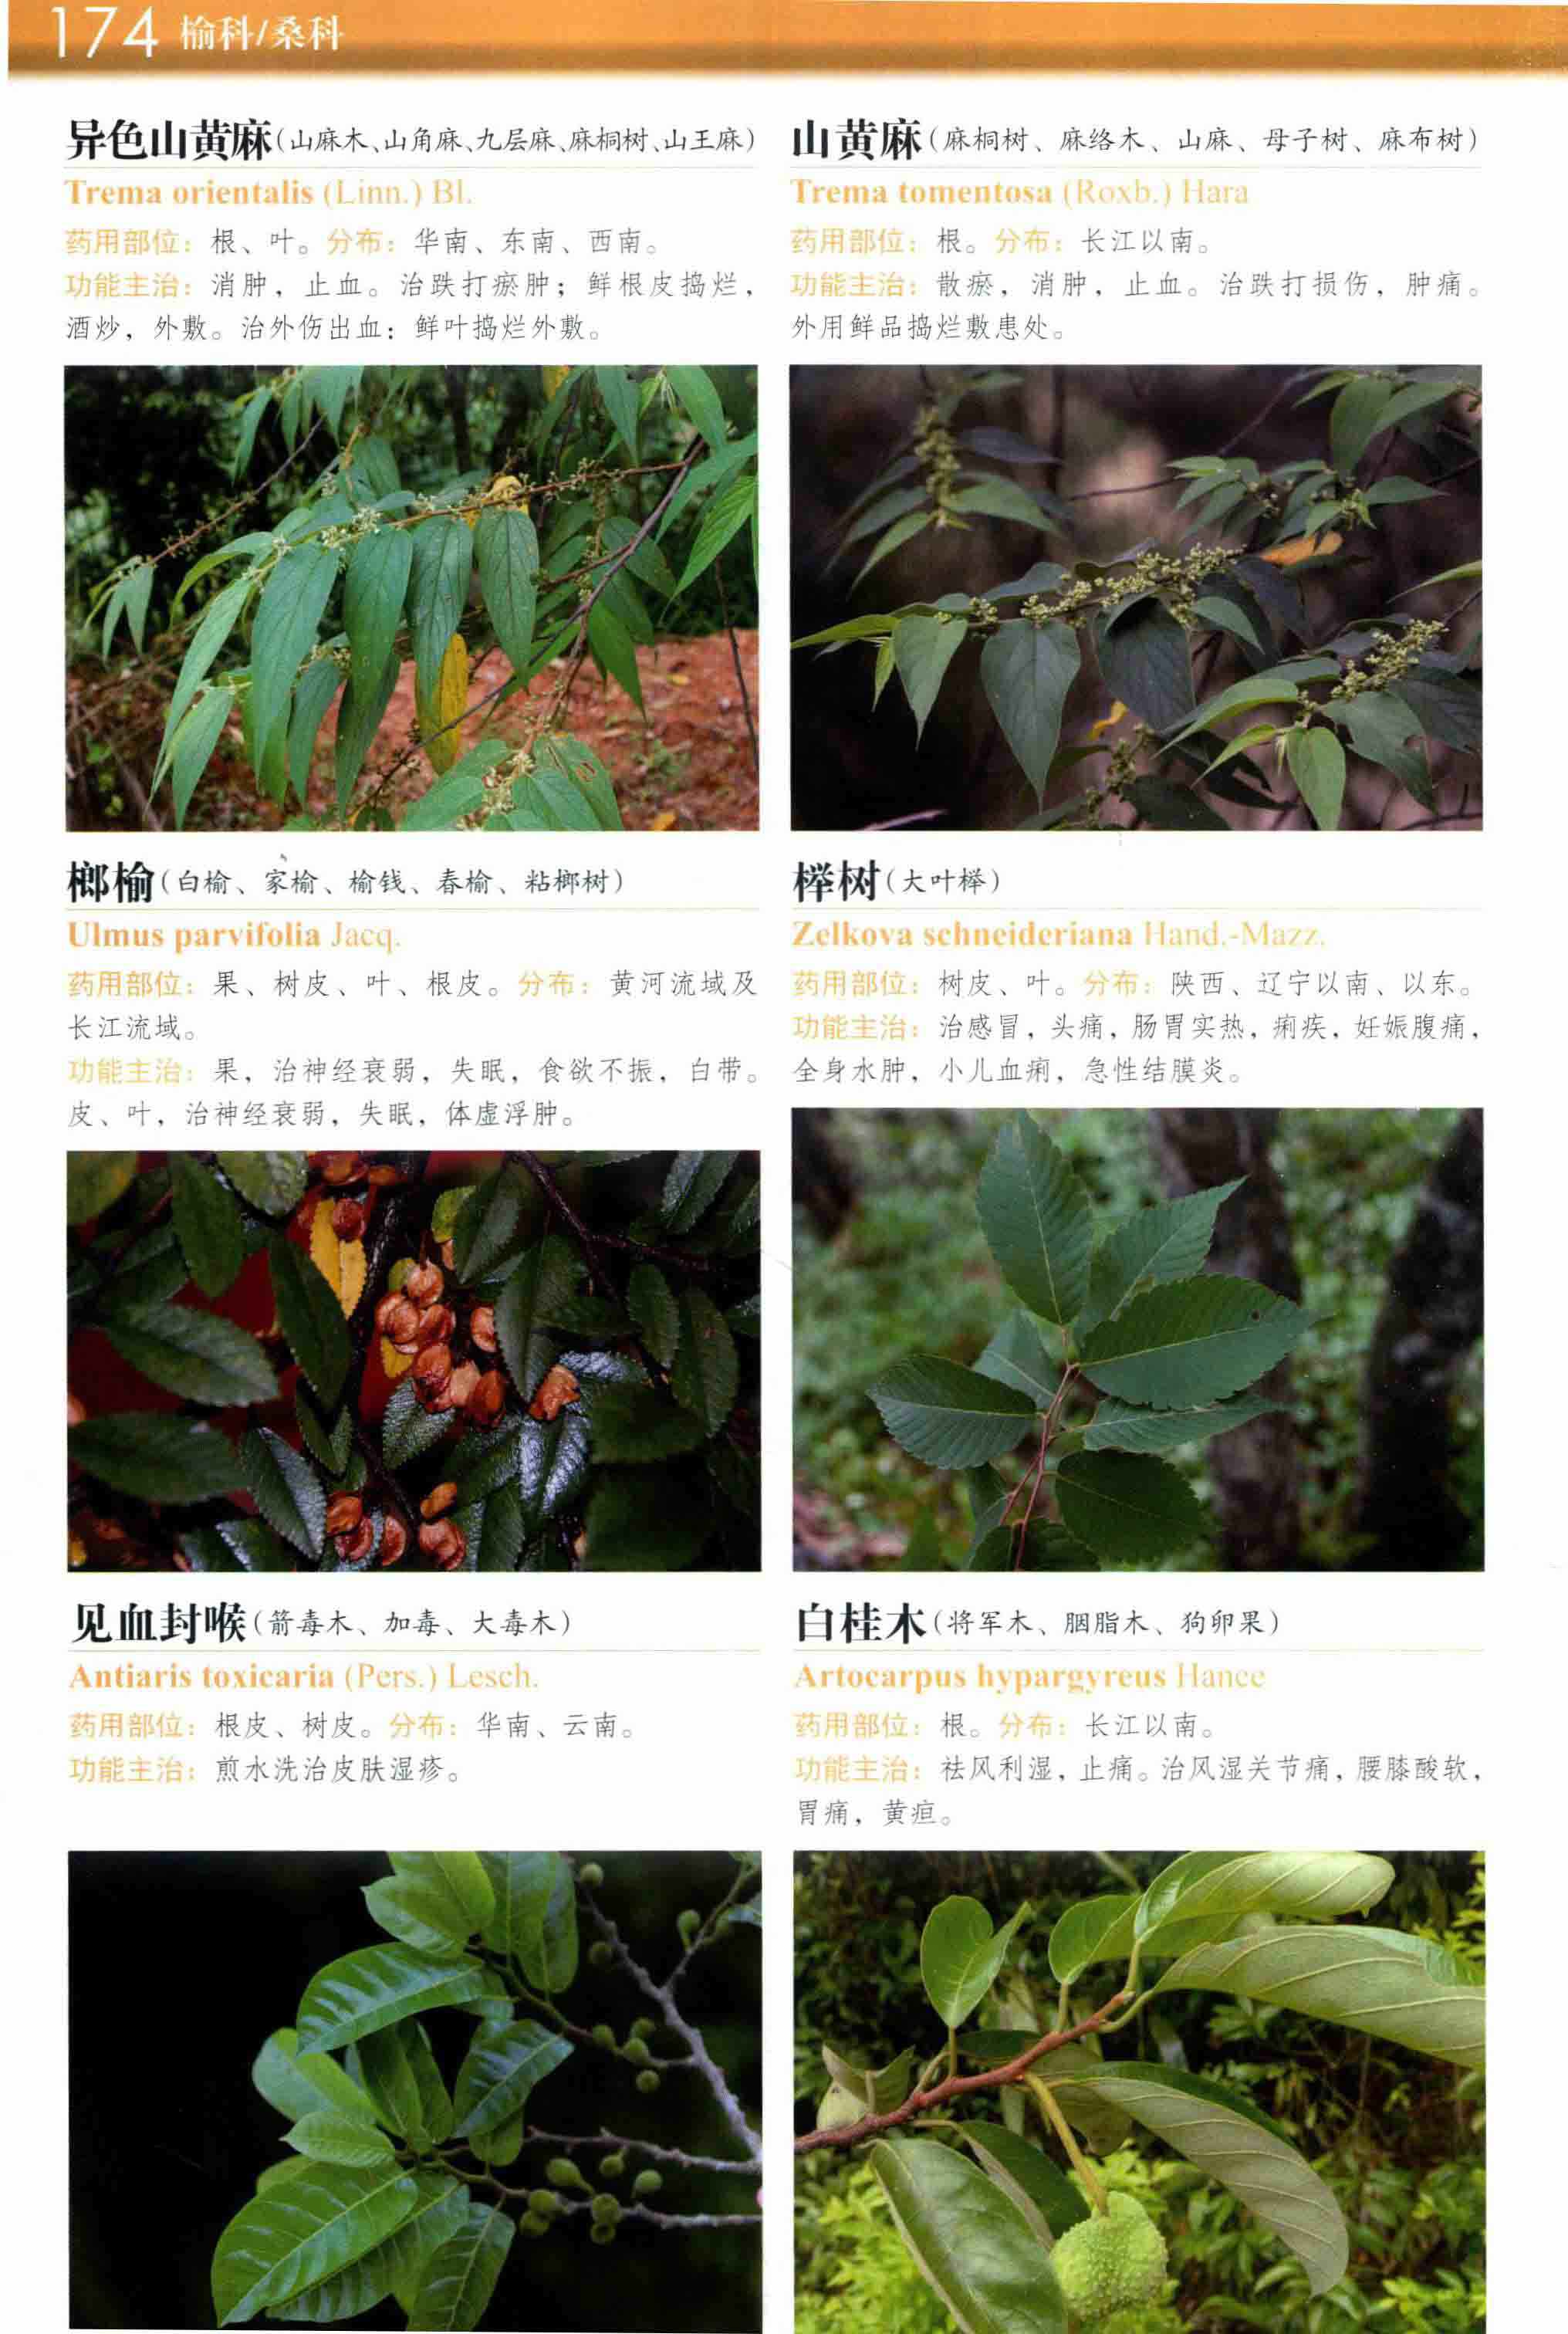 174 榆科/桑科
异色山黄麻(山麻木、山角麻、九层麻、麻桐树、山王麻)
Trema orientalis (Linn.) Bl.
药用部位：根、叶。分布：华南、东南、西南。
功能主治：消肿，止血。治跌打瘀肿；鲜根皮捣烂，
酒炒，外敷。治外伤出血：鲜叶捣烂外敷。
山黄麻(麻桐树、麻络木、山麻、母子树、麻布树)
Trema tomentosa (Roxb.) Hara
药用部位：根。分布：长江以南。
功能主治：散瘀，消肿，止血。治跌打损伤，肿痛。
外用鲜品捣烂敷患处。
榔榆(白榆、家榆、榆钱、春榆、粘榔树)
Ulmus parvifolia Jacq.
药用部位：果、树皮、叶、根皮。分布：黄河流域及
长江流域。
功能主治：果，治神经衰弱，失眠，食欲不振，白带。
皮、叶，治神经衰弱，失眠，体虚浮肿。
榉树(大叶榉)
Zelkova schneideriana Hand.-Mazz.
药用部位：树皮、叶。分布：陕西、辽宁以南、以东。
功能主治：治感冒，头痛，肠胃实热，痢疾，妊娠腹痛，
全身水肿，小儿血痢，急性结膜炎。
见血封喉(箭毒木、加毒、大毒木)
Antiaris toxicaria (Pers.) Lesch.
药用部位：根皮、树皮。分布：华南、云南。
功能主治：煎水洗治皮肤湿疹。
白桂木(将军木、胭脂木、狗卵果)
Artocarpus hypargyreus Hance
药用部位：根。分布：长江以南。
功能主治：祛风利湿，止痛。治风湿关节痛，腰膝酸软，
胃痛，黄疸。